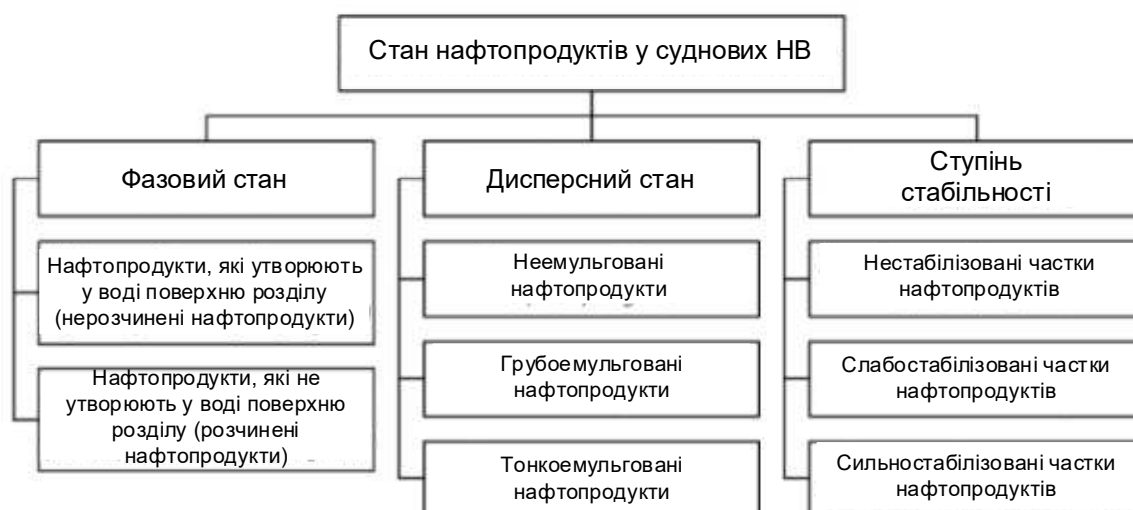 Стан нафтопродуктів у суднових НВ
Фазовий стан
Нафтопродукти, які утворюють
у воді поверхню розділу
(нерозчинені нафтопродукти)
Нафтопродукти, які не
утворюють у воді поверхню
розділу (розчинені
нафтопродукти)
Дисперсний стан
Неемульговані
нафтопродукти
Грубоемульговані
нафтопродукти
Тонкоемульговані
нафтопродукти
Ступінь
стабільності
Нестабілізовані частки
нафтопродуктів
Слабостабілізовані частки
нафтопродуктів
Сильностабілізовані частки
нафтопродуктів